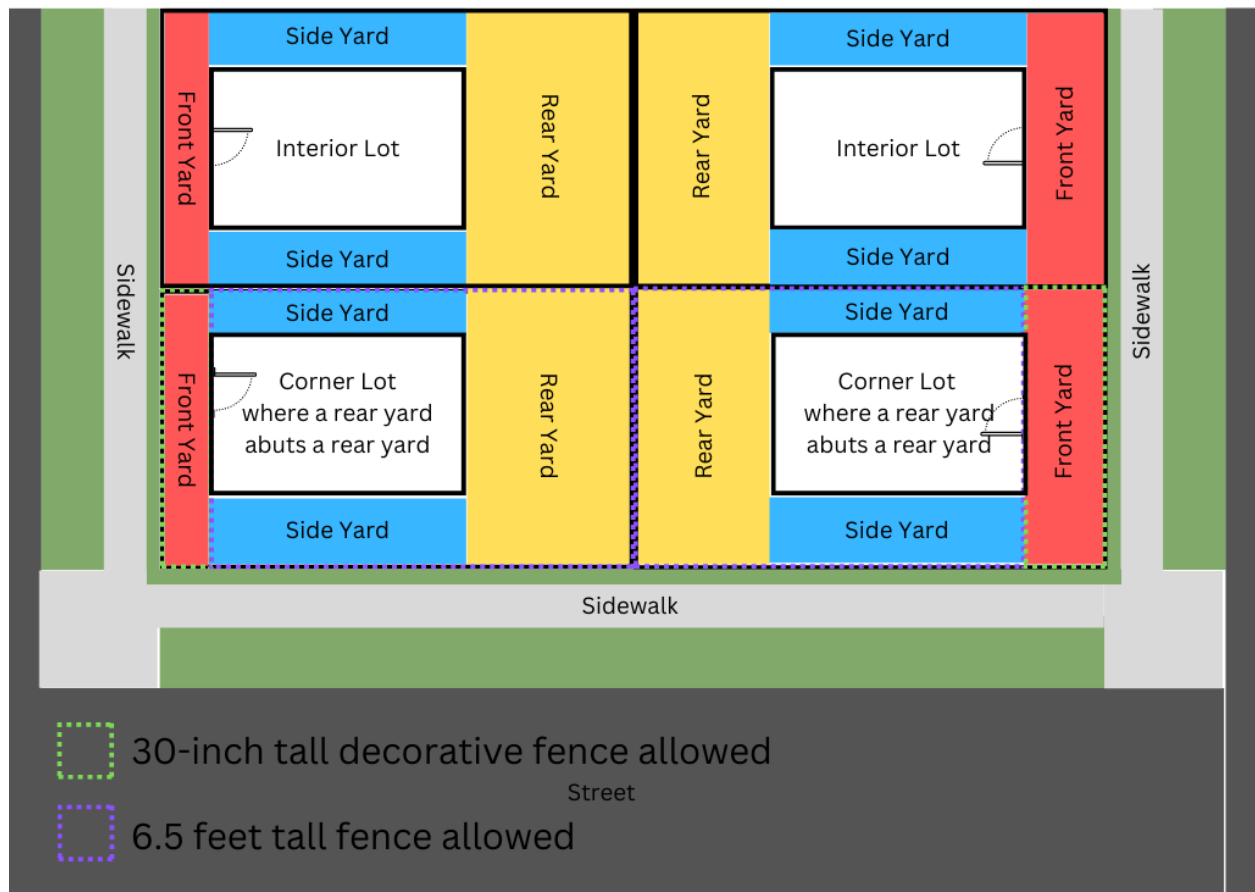 Side Yard
Side Yard
Front Yard
Interior Lot
Rear Yard
Rear Yard
Interior Lot
Front Yard
Side Yard
Side Yard
Sidewalk
Sidewalk
Side Yard
Side Yard
Front Yard
Corner Lot
where a rear yard
abuts a rear yard
Rear Yard
Rear Yard
Corner Lot
where a rear yard
abuts a rear yard
Front Yard
Side Yard
Side Yard
Sidewalk
30-inch tall decorative fence allowed
Street
6.5 feet tall fence allowed